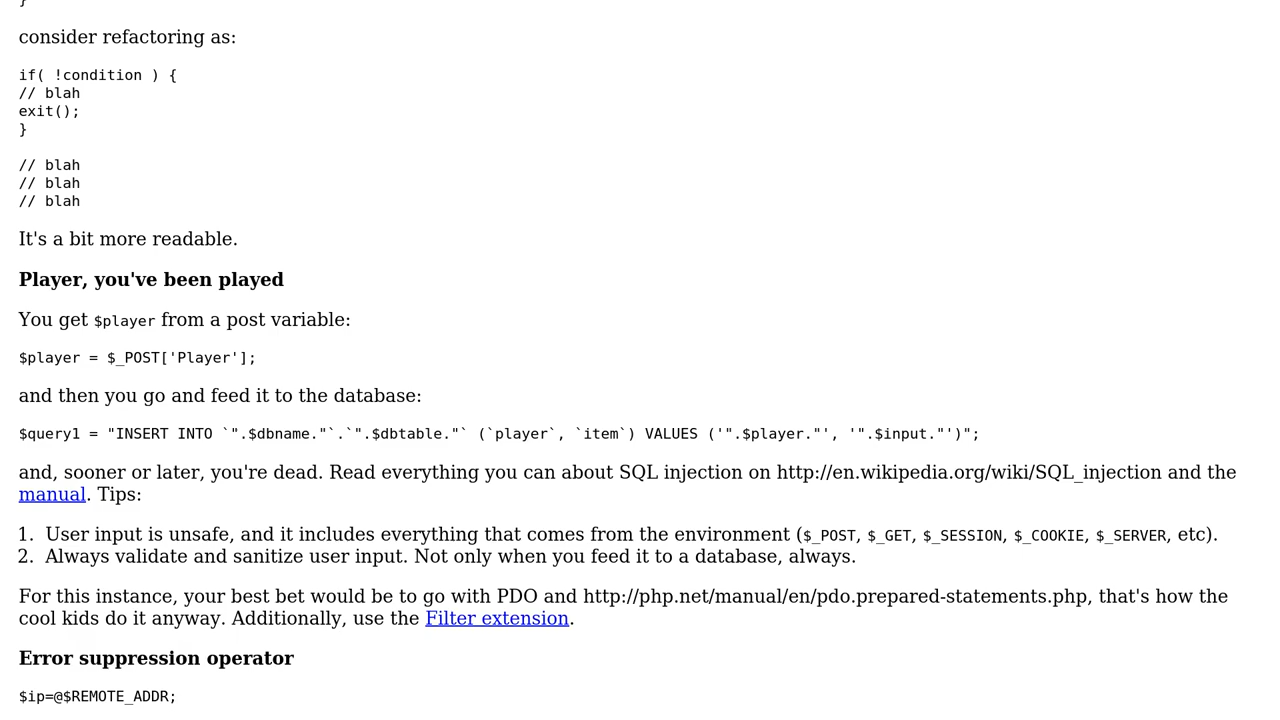 }
consider refactoring as:
if( !condition ) {
// blah
exit();
}
// blah
// blah
// blah
It's a bit more readable.
Player, you've been played
You get $player from a post variable:
$player = $_POST['Player'];
and then you go and feed it to the database:
$query1 = "INSERT INTO `".$dbname."`.`".$dbtable."` (`player`, `item`) VALUES ('".$player."', '".$input."')";
and, sooner or later, you're dead. Read everything you can about SQL injection on http://en.wikipedia.org/wiki/SQL_injection and the
manual. Tips:
1. User input is unsafe, and it includes everything that comes from the environment ($_POST, $_GET, $_SESSION, $_COOKIE, $_SERVER, etc).
2. Always validate and sanitize user input. Not only when you feed it to a database, always.
For this instance, your best bet would be to go with PDO and http://php.net/manual/en/pdo.prepared-statements.php, that's how the
cool kids do it anyway. Additionally, use the Filter extension.
Error suppression operator
$ip=@$REMOTE_ADDR;